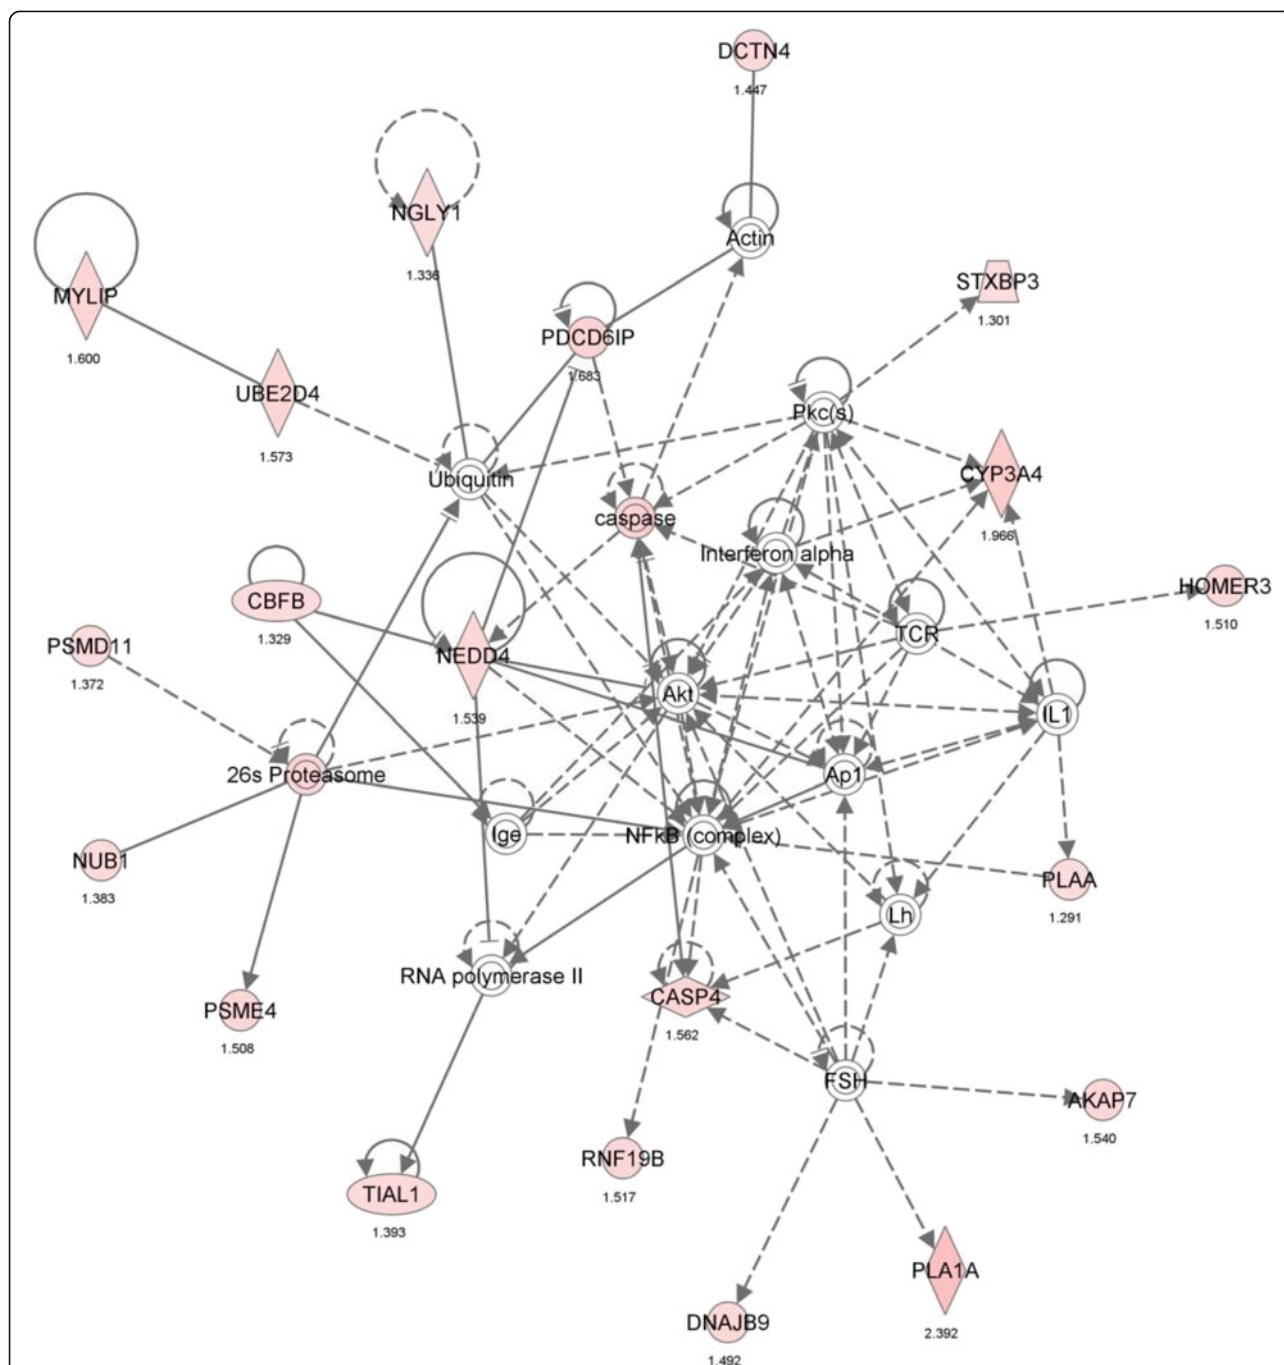 DCTN4
1.447
NGLY1
1.336
Actin
MYLIP
1.600
STXBP3
1.301
PDCD6IP
1.683
UBE2D4
1.573
Pkc(s)
Ubiquitin
CYP3A4
1.966
caspase
Interferon alpha
HOMER3
1.510
CBFB
1.329
TCR
PSMD11
1.372
NEDD4
1.539
Akt
IL1
26s Proteasome
Ap1
Ige
NFkB (complex)
NUB1
1.383
PLAA
1.291
Lh
RNA polymerase II
CASP4
1.562
PSME4
1.508
FSH
AKAP7
1.540
RNF19B
1.517
TIAL1
1.393
PLA1A
2.392
DNAJB9
1.492